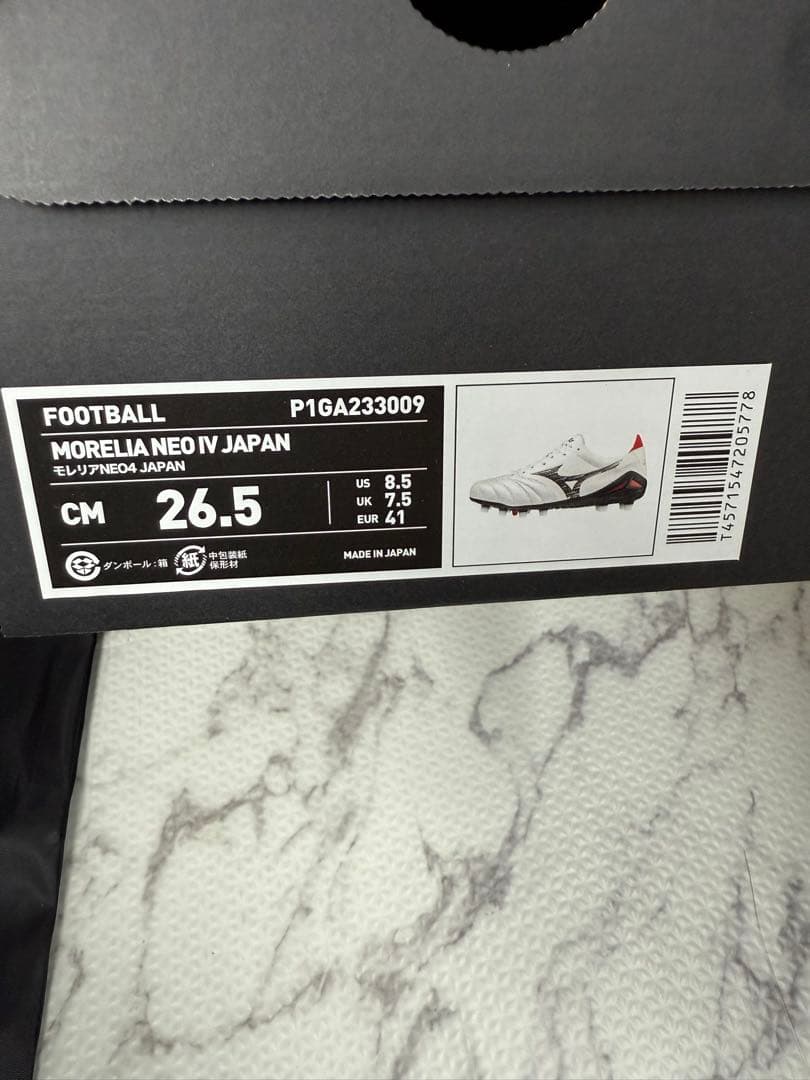 FOOTBALL P1GA233009
MORELIA NEO IV JAPAN
モレリアNEO4 JAPAN
CM 26.5
US 8.5
UK 7.5
EUR 41
ダンボール:箱
紙
中包装紙
保形材
MADE IN JAPAN
T4571547205778